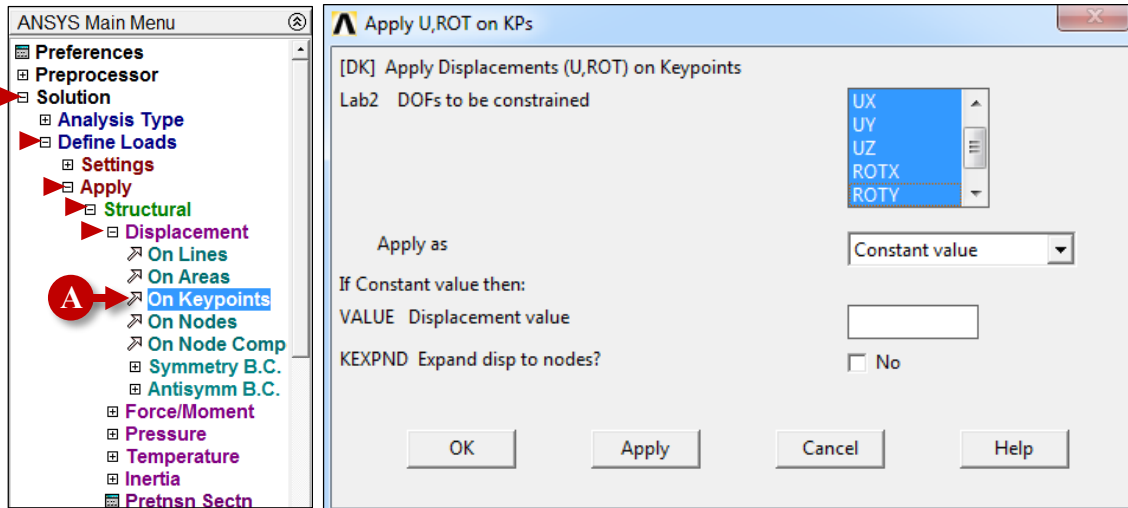 ANSYS Main Menu
Preferences
Preprocessor
Solution
Analysis Type
Define Loads
Settings
Apply
Structural
Displacement
On Lines
On Areas
A
On Keypoints
On Nodes
On Node Comp
Symmetry B.C.
Antisymm B.C.
Force/Moment
Pressure
Temperature
Inertia
Pretnsn Sectn
Apply U,ROT on KPs
[DK] Apply Displacements (U,ROT) on Keypoints
Lab2 DOFs to be constrained
UX
UY
UZ
ROTX
ROTY
Apply as
Constant value
If Constant value then:
VALUE Displacement value
KEXPND Expand disp to nodes?
No
OK
Apply
Cancel
Help